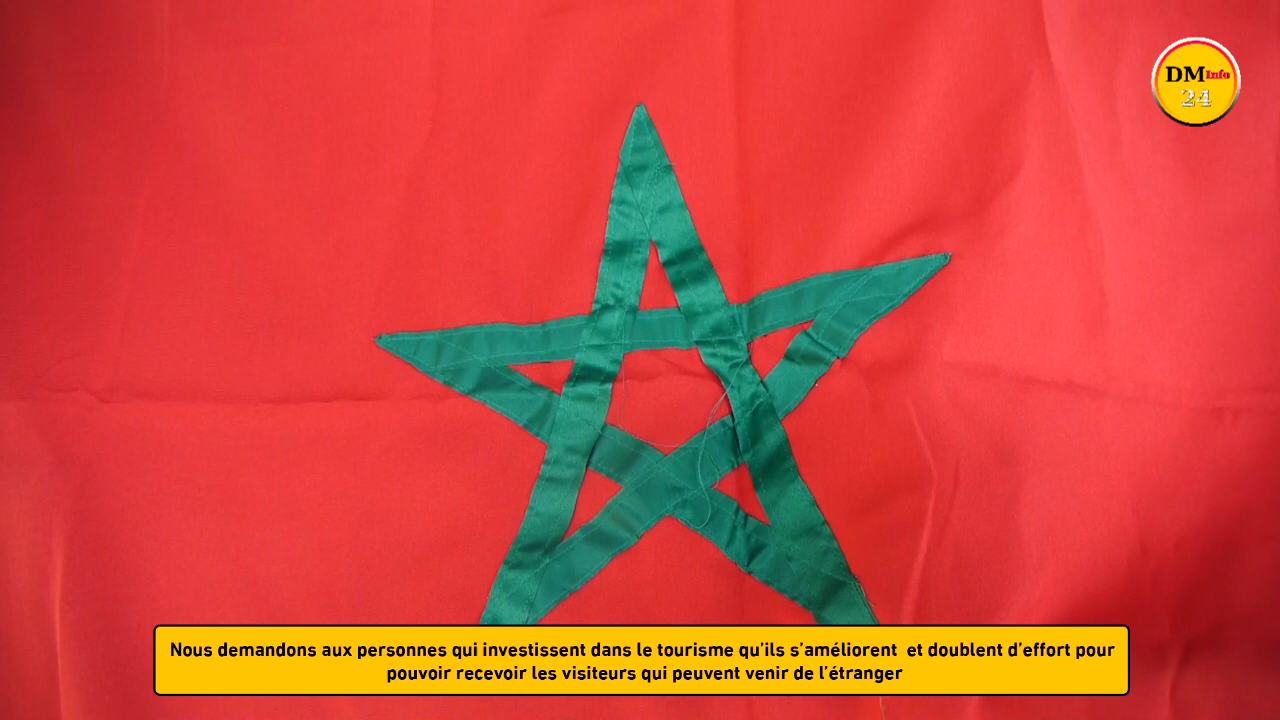 DM Info
24
Nous demandons aux personnes qui investissent dans le tourisme qu'ils s'améliorent  et doublent d'effort pour
pouvoir recevoir les visiteurs qui peuvent venir de l'étranger